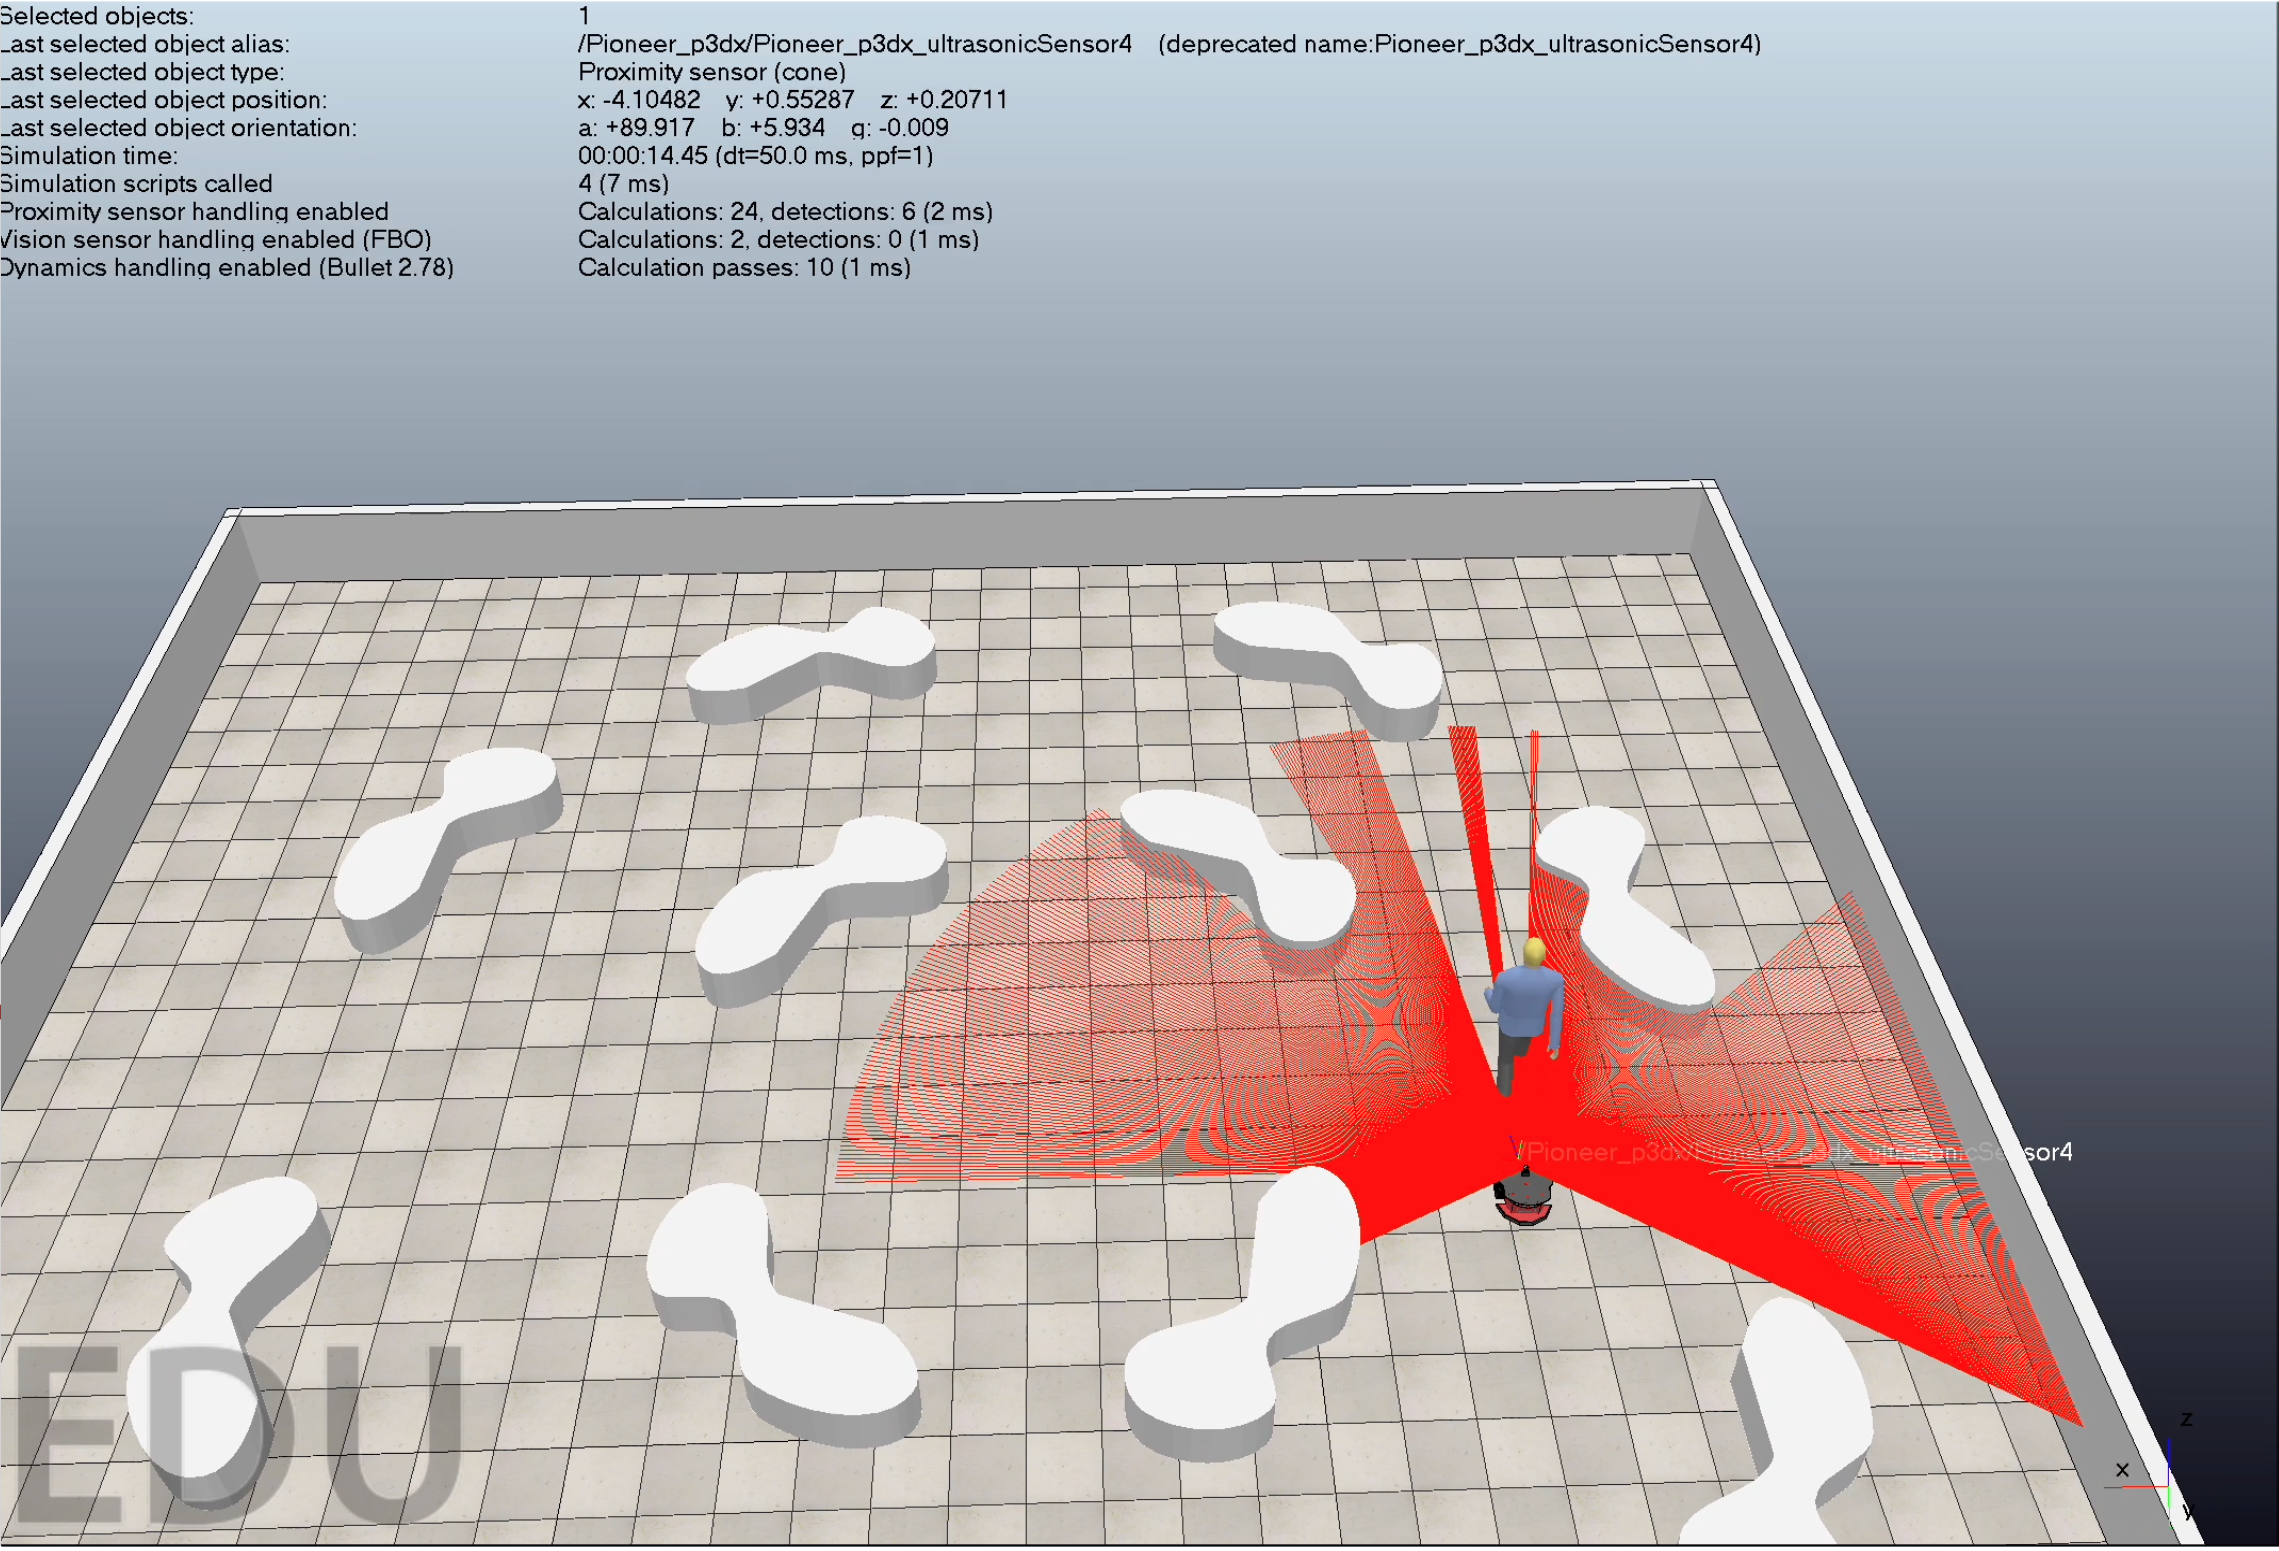 Selected objects: 1
Last selected object alias: /Pioneer_p3dx/Pioneer_p3dx_ultrasonicSensor4 (deprecated name:Pioneer_p3dx_ultrasonicSensor4)
Last selected object type: Proximity sensor (cone)
Last selected object position: x: -4.10482 y: +0.55287 z: +0.20711
Last selected object orientation: a: +89.917 b: +5.934 g: -0.009
Simulation time: 00:00:14.45 (dt=50.0 ms, ppf=1)
Simulation scripts called 4 (7 ms)
Proximity sensor handling enabled Calculations: 24, detections: 6 (2 ms)
Vision sensor handling enabled (FBO) Calculations: 2, detections: 0 (1 ms)
Dynamics handling enabled (Bullet 2.78) Calculation passes: 10 (1 ms)
/Pioneer_p3dx/Pioneer_p3dx_ultrasonicSensor4
EDU
z
x
y